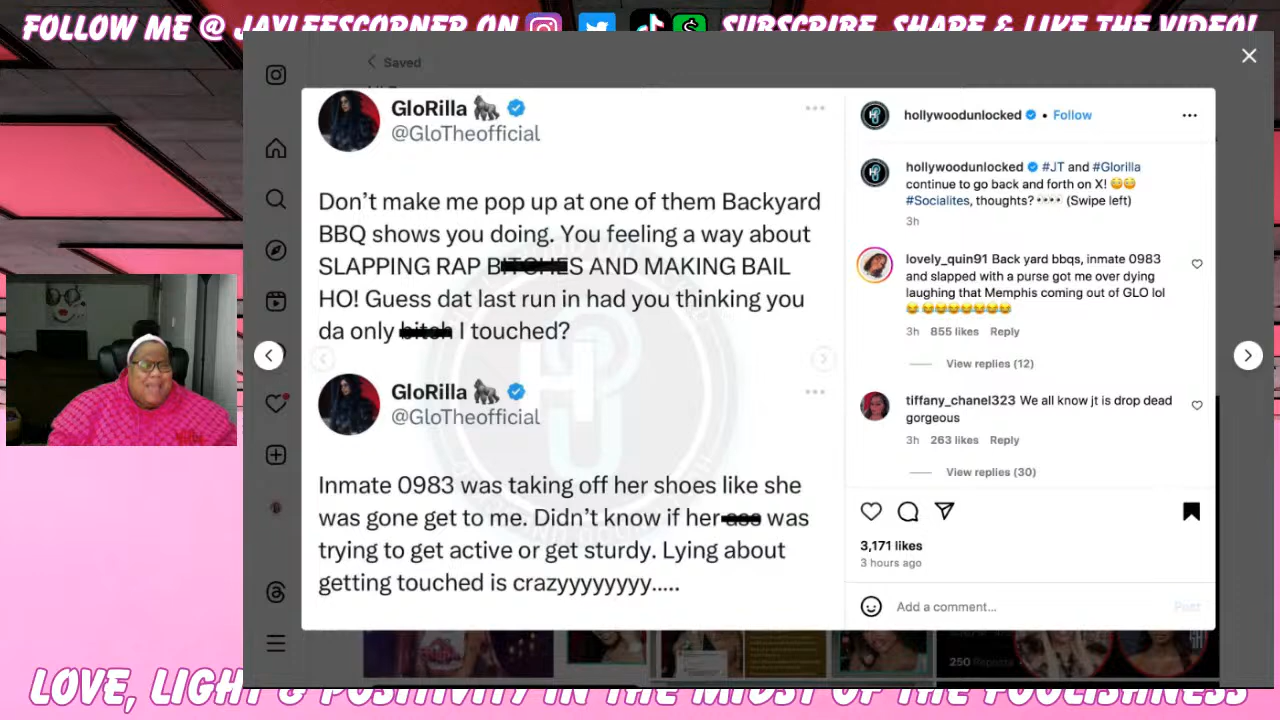 FOLLOW ME @ JAYLEESCORNER ON
SUBSCRIBE, SHARE & LIKE THE VIDEO!
Saved
GloRilla 🦍
@GloTheofficial
Don’t make me pop up at one of them Backyard
BBQ shows you doing. You feeling a way about
SLAPPING RAP BITCHES AND MAKING BAIL
HO! Guess dat last run in had you thinking you
da only bitch I touched?
GloRilla 🦍
@GloTheofficial
Inmate 0983 was taking off her shoes like she
was gone get to me. Didn’t know if her ass was
trying to get active or get sturdy. Lying about
getting touched is crazyyyyyyyy.....
hollywoodunlocked • Follow
hollywoodunlocked #JT and #Glorilla
continue to go back and forth on X! 😳😳
#Socialites, thoughts? 👀👀 (Swipe left)
3h
lovely_quin91 Back yard bbqs, inmate 0983
and slapped with a purse got me over dying
laughing that Memphis coming out of GLO lol
😂 😂😂😂😂😂😂😂
3h 855 likes Reply
View replies (12)
tiffany_chanel323 We all know jt is drop dead
gorgeous
3h 263 likes Reply
View replies (30)
3,171 likes
3 hours ago
Add a comment...
Post
250 Reposts
LOVE, LIGHT & POSITIVITY IN THE MIDST OF THE FOOLISHNESS